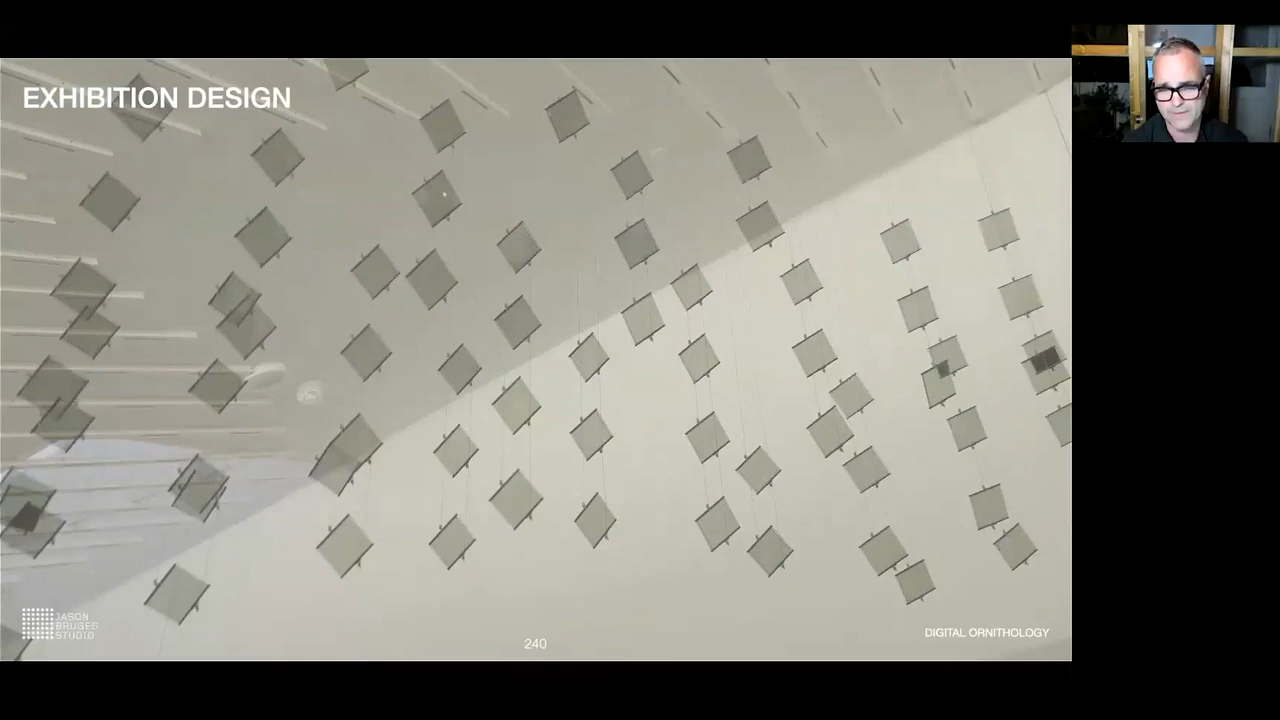 EXHIBITION DESIGN
JASON
BRUGES
STUDIO
240
DIGITAL ORNITHOLOGY